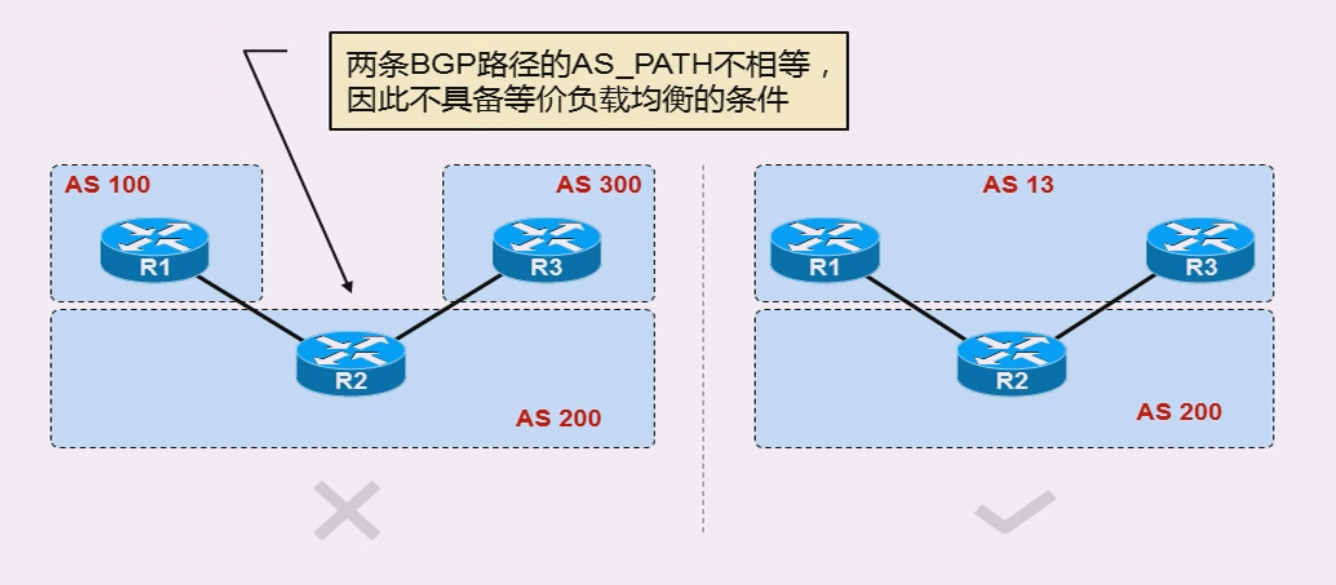 两条BGP路径的AS_PATH不相等，
因此不具备等价负载均衡的条件
AS 100
AS 300
R1
R3
R2
AS 200
AS 13
R1
R3
R2
AS 200